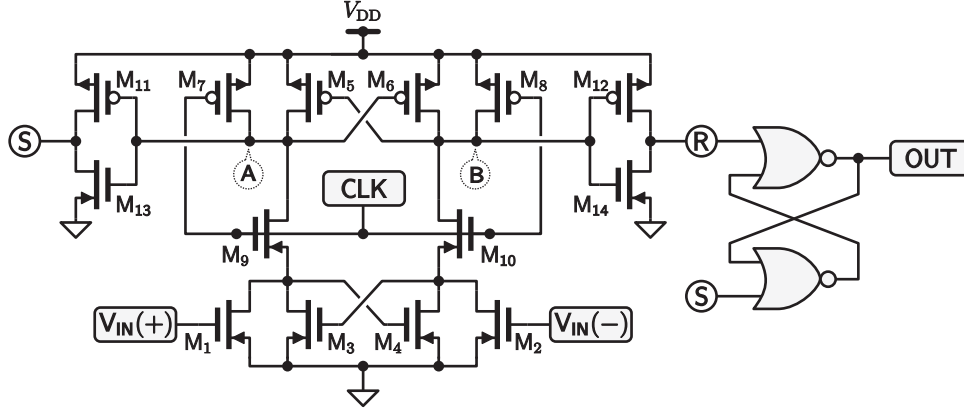 V_DD
M11
M7
M5
M6
M8
M12
S
R
OUT
A
B
M13
CLK
M14
M9
M10
S
V_IN(+)
M1
M3
M4
M2
V_IN(−)